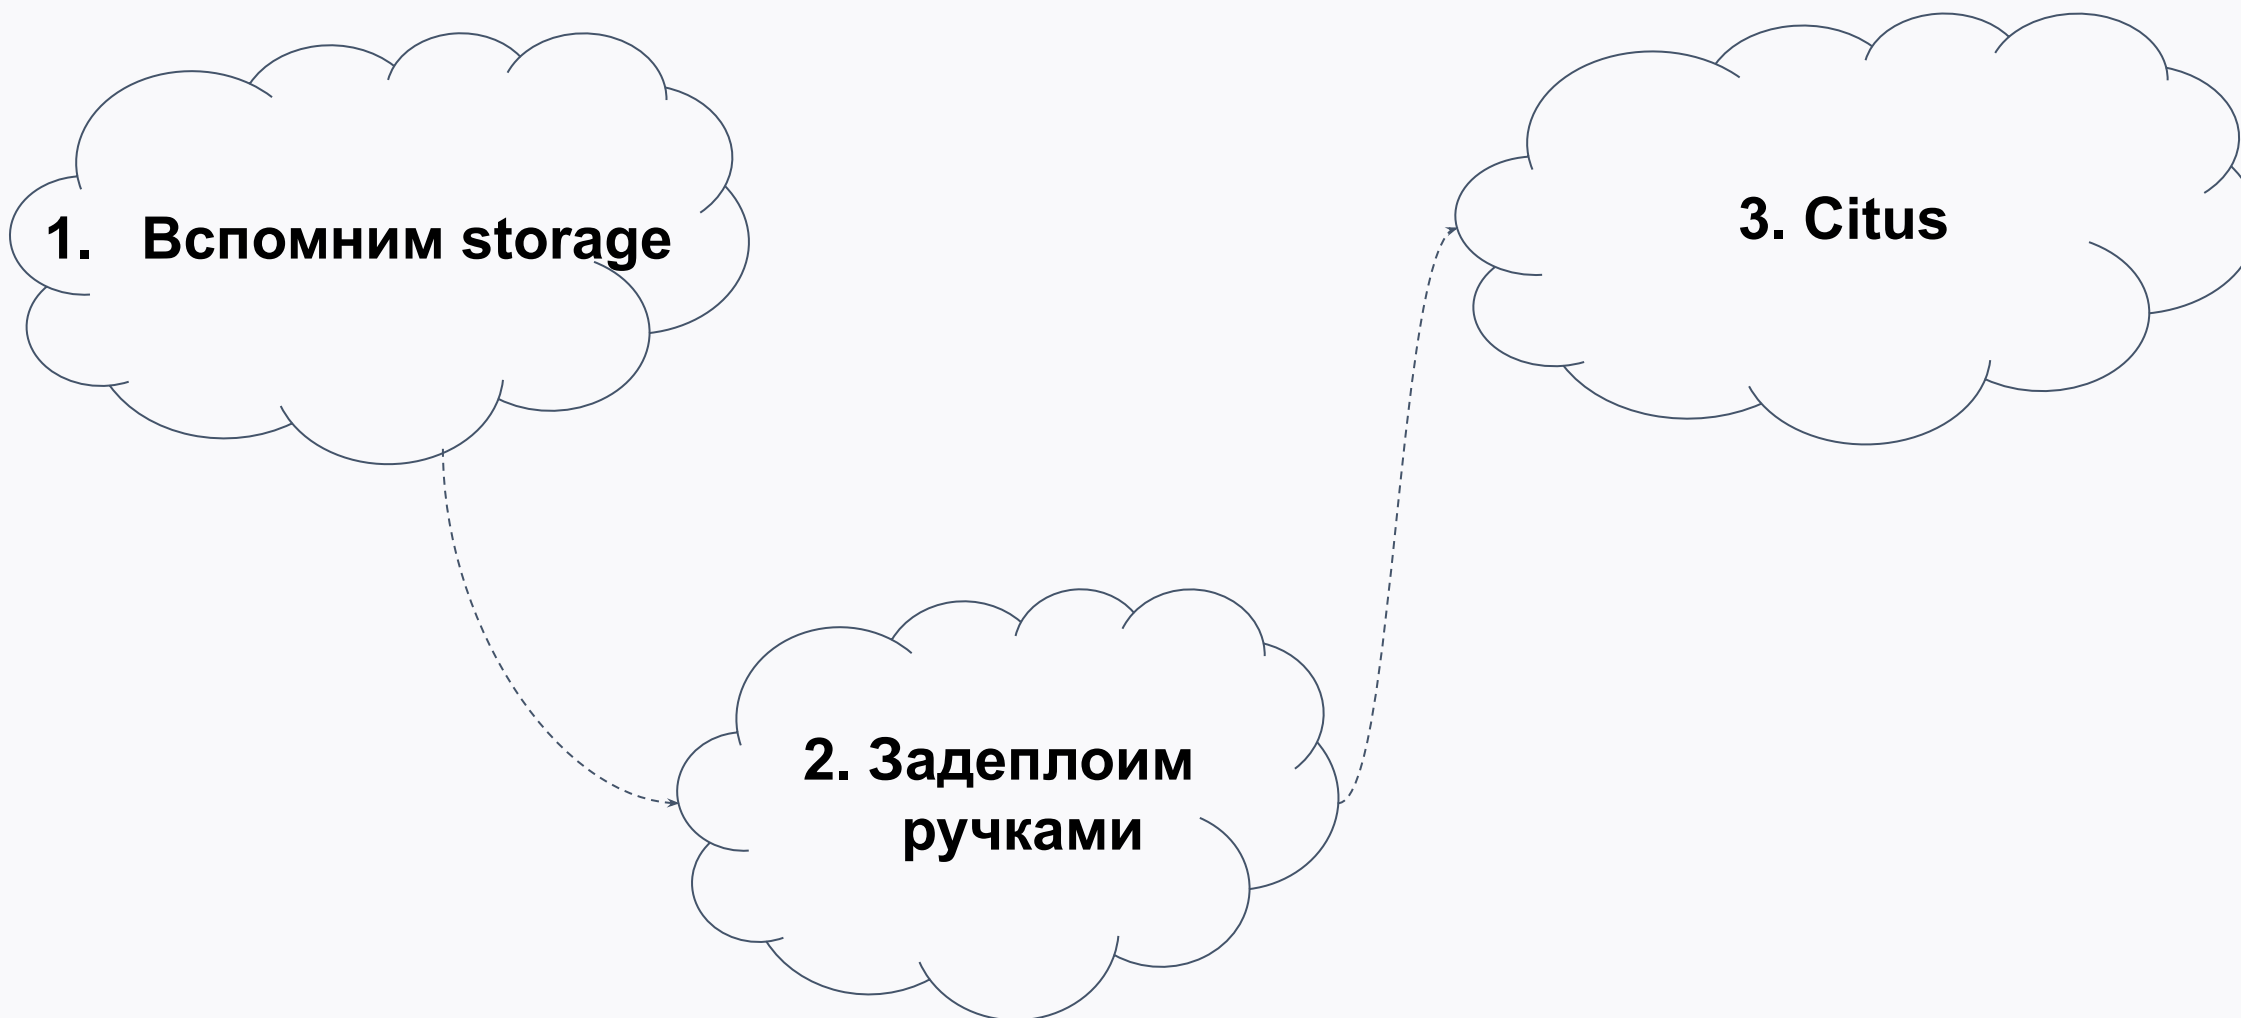 1. Вспомним storage
2. Задеплоим
ручками
3. Citus